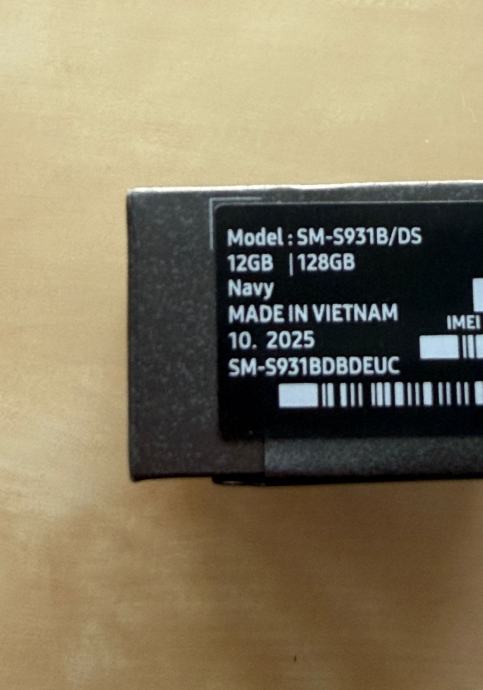 Model : SM-S931B/DS
12GB | 128GB
Navy
MADE IN VIETNAM
IMEI
10. 2025
SM-S931BDBDEUC